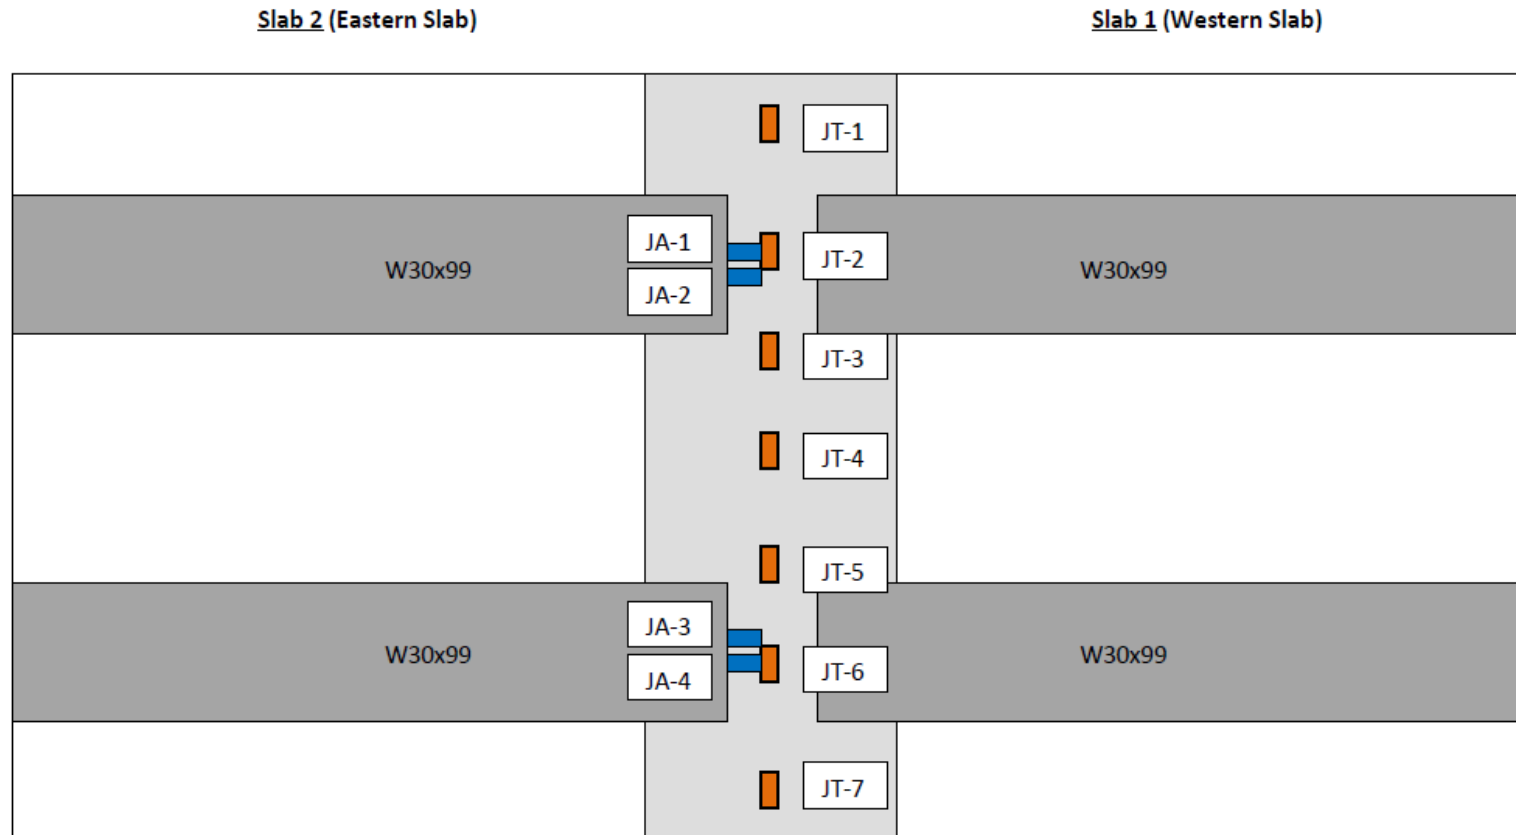 Slab 2 (Eastern Slab)
Slab 1 (Western Slab)
JT-1
JA-1
JT-2
W30x99
W30x99
JA-2
JT-3
JT-4
JT-5
JA-3
W30x99
W30x99
JT-6
JA-4
JT-7